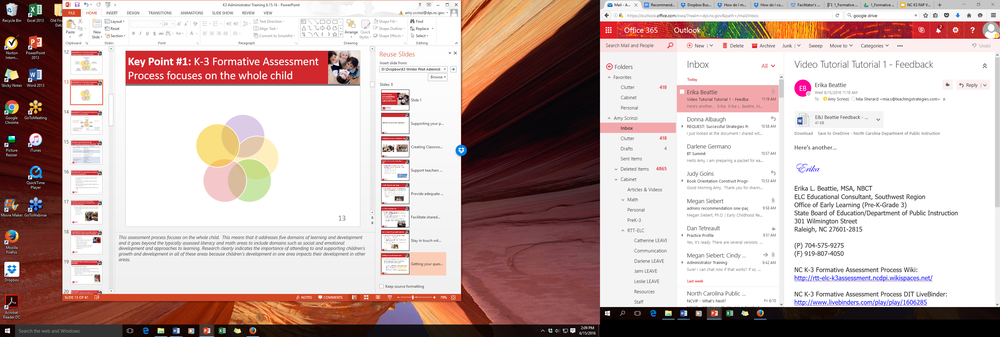 Recycle Bin
Excel 2013
Norton Intern...
PowerPoint 2013
Sticky Notes
Word 2013
Google Chrome
GoToMeeting
Picture Resizer
iTunes
QuickTime Player
Movie Maker
GoToWebinar
Mozilla Firefox
Dropbox
Acrobat Reader DC
K3 Administrator Training 6.15.16 - PowerPoint
FILE HOME INSERT DESIGN TRANSITIONS ANIMATIONS SLIDE SHOW REVIEW VIEW
amy.scrinzi@dpi.nc.gov
Paste
New Slide
Layout
Reset
Section
24
Text Direction
Align Text
Convert to SmartArt
Arrange
Quick Styles
Shape Fill
Shape Outline
Shape Effects
Find
Replace
Select
Clipboard Slides Font Paragraph Drawing Editing
12
13
14
15
16
17
18
19
20
Key Point #1: K-3 Formative Assessment
Process focuses on the whole child
13
This assessment process focuses on the whole child. This means that it addresses five domains of learning and development
and it goes beyond the typically assessed literacy and math areas to include domains such as social and emotional
development and approaches to learning. Research clearly indicates the importance of attending to and supporting children's
growth and development in all of these areas because children's development in one area impacts their development in other
areas.
Reuse Slides
Insert slide from:
D:\Dropbox\K3 Winter Pilot Administ
Browse
Slides: 8
Slide 1
Supporting your p...
Creating Classroo...
Support teachers ...
Provide adequate ...
Facilitate shared...
Stay in touch wit...
Getting your ques...
Keep source formatting
SLIDE 13 OF 61
NOTES
COMMENTS
79%
Search the web and Windows
2:09 PM
6/15/2016
Mail - A...
Recommend...
Dropbox Bus...
How do I m...
How do I co...
Facilitator's ...
1_Formative ...
1_Formative ...
NC K3 FAP V...
https://outlook.office.com/owa/?realm=dpi.nc.gov&path=/mail/inbox
google drive
Office 365
Outlook
2
Search Mail and People
New
Delete
Archive
Junk
Sweep
Move to
Categories
Undo
Folders
Favorites
Clutter 418
Cabinet
Personal
Amy Scrinzi
Inbox
Clutter 418
Drafts 4
Sent Items
Deleted Items 4865
Cabinet
Articles & Videos
Math
Personal
PreK-3
RTT-ELC
Catherine LEAVE
Communication
Darlene LEAVE
Jami LEAVE
Leslie LEAVE
Resources
Staff
Inbox
All
Today
Erika Beattie
Video Tutorial Tutorial 1 - Feedba 11:19 AM
Here's another... Erika Erika L. Beattie, M...
Donna Albaugh
REQUEST: Successful Strategies Pi 10:58 AM
I just looked at the document I shared wit...
Darlene Germano
BT Summit 10:57 AM
Hello Amy, I am preparing a packet for ea...
Judy Goins
Book Orientation Construct Progr 10:53 AM
Good Morning Amy, Thank you for sharin...
Megan Siebert
admins recommendation one-pag 9:58 AM
Megan Siebert, Ph.D. | Early Childhood Re...
Dan Tetreault
Practice Profile 9:51 AM
Yes, it's ready. There are several versions. ...
Megan Siebert; Cindy ...
Administrator Training 9:42 AM
Sure! I can chat now if that works? If so, ...
Last week
North Carolina Public ...
NCVIP - What's Next? Fri 6/10
Video Tutorial Tutorial 1 - Feedback
EB
Erika Beattie
Wed 6/15/2016 11:19 AM
To: Amy Scrinzi; Mia Sherard <mia.s@teachingstrategies.com>
Reply
E&J Beattie Feedback - ...
41 KB
Download Save to OneDrive - North Carolina Department of Public Instruction
Here's another...
Erika
Erika L. Beattie, MSA, NBCT
ELC Educational Consultant, Southwest Region
Office of Early Learning (Pre-K-Grade 3)
State Board of Education/Department of Public Instruction
301 Wilmington Street
Raleigh, NC 27601-2815
(P) 704-575-9275
(F) 919-807-4050
NC K-3 Formative Assessment Process Wiki:
http://rtt-elc-k3assessment.ncdpi.wikispaces.net/
NC K-3 Formative Assessment Process DIT LiveBinder:
http://www.livebinders.com/play/play/1606285